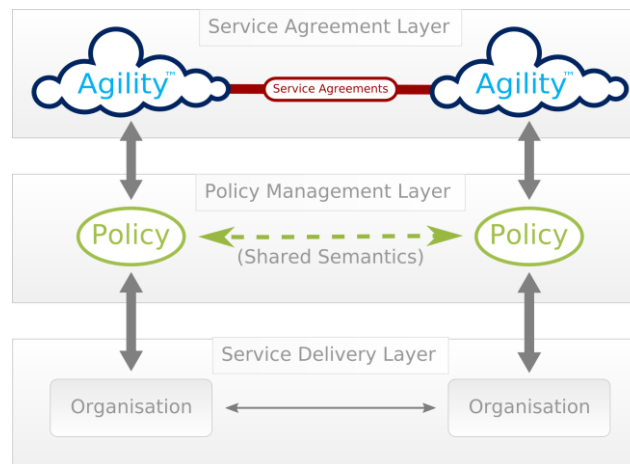 Service Agreement Layer
Agility™
Service Agreements
Agility™
Policy Management Layer
Policy
Policy
(Shared Semantics)
Service Delivery Layer
Organisation
Organisation